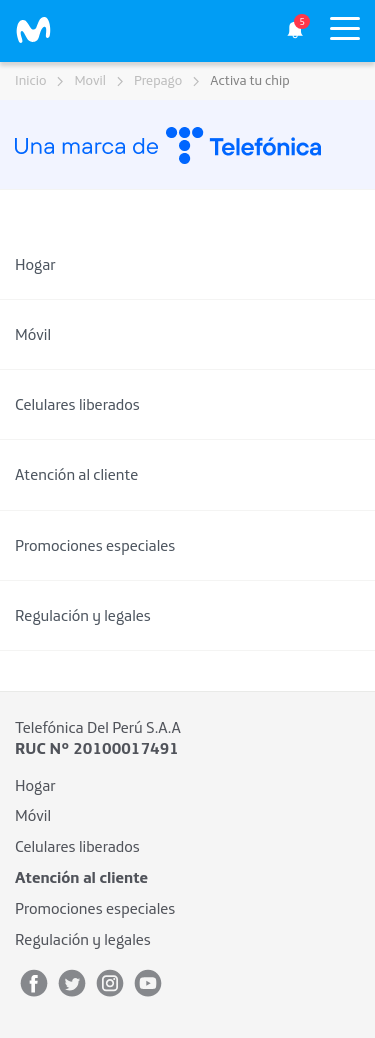 5
Inicio > Movil > Prepago > Activa tu chip
Una marca de Telefónica
Hogar
Móvil
Celulares liberados
Atención al cliente
Promociones especiales
Regulación y legales
Telefónica Del Perú S.A.A
RUC Nº 20100017491
Hogar
Móvil
Celulares liberados
Atención al cliente
Promociones especiales
Regulación y legales